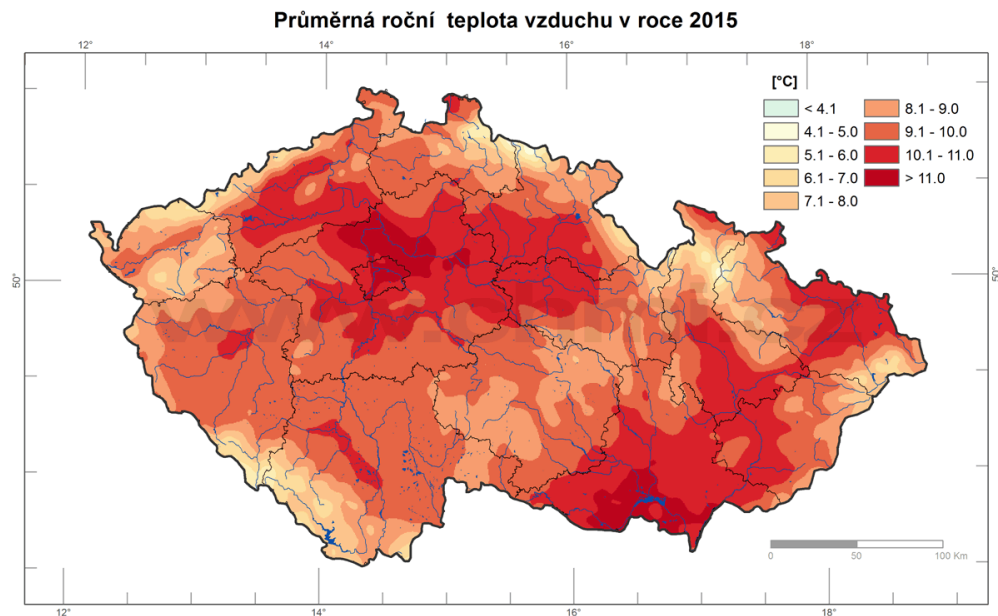 Průměrná roční  teplota vzduchu v roce 2015
12° 14° 16° 18°
[°C]
< 4.1
4.1 - 5.0
5.1 - 6.0
6.1 - 7.0
7.1 - 8.0
8.1 - 9.0
9.1 - 10.0
10.1 - 11.0
> 11.0
50° 50°
0 50 100 Km
12° 14° 16° 18°